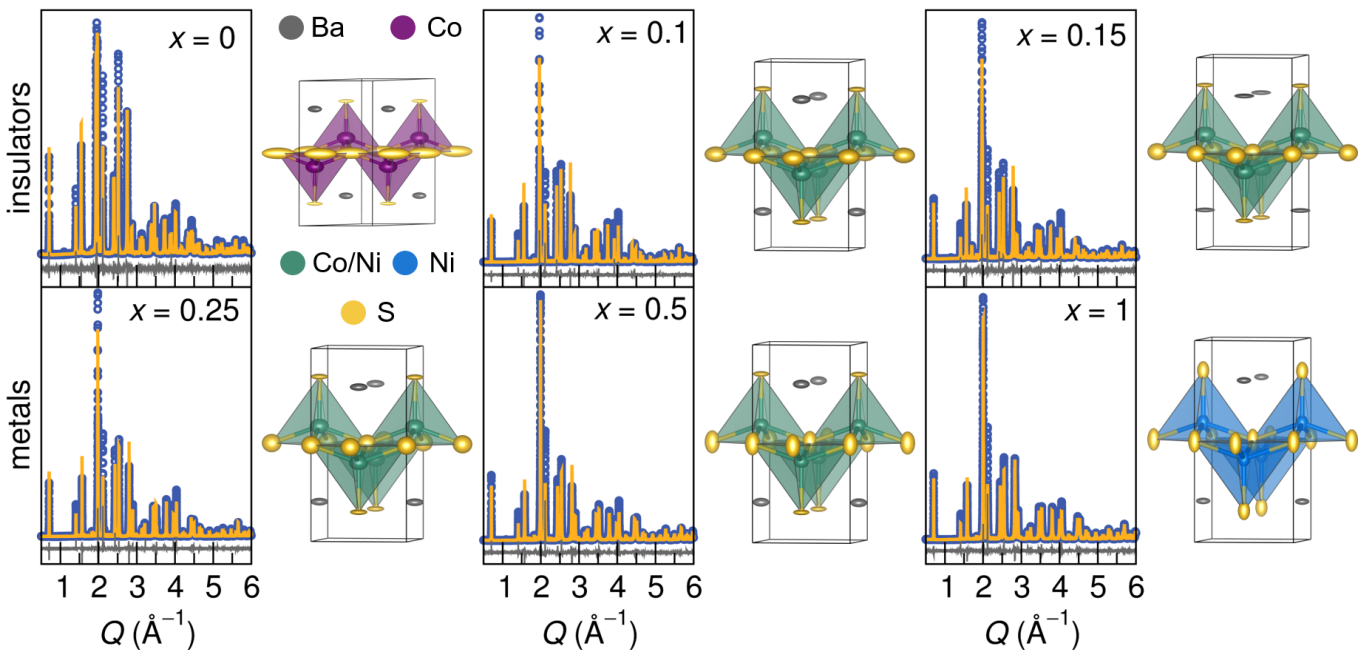 x = 0
Ba
Co
x = 0.1
x = 0.15
insulators
Co/Ni
Ni
S
x = 0.25
x = 0.5
x = 1
metals
1 2 3 4 5 6
1 2 3 4 5 6
1 2 3 4 5 6
Q (Å⁻¹)
Q (Å⁻¹)
Q (Å⁻¹)